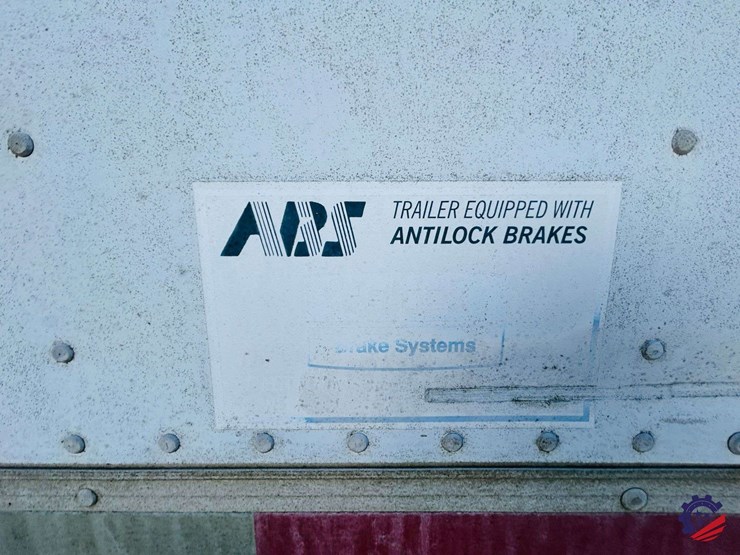 ABS
TRAILER EQUIPPED WITH
ANTILOCK BRAKES
Systems